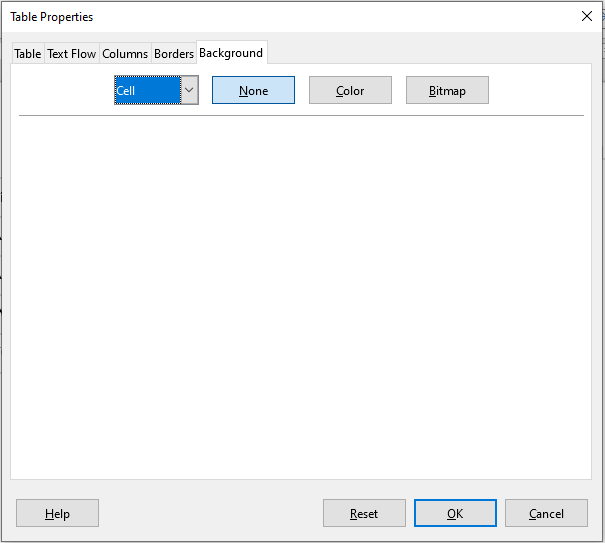 Table Properties
Table Text Flow Columns Borders Background
Cell None Color Bitmap
Help Reset OK Cancel